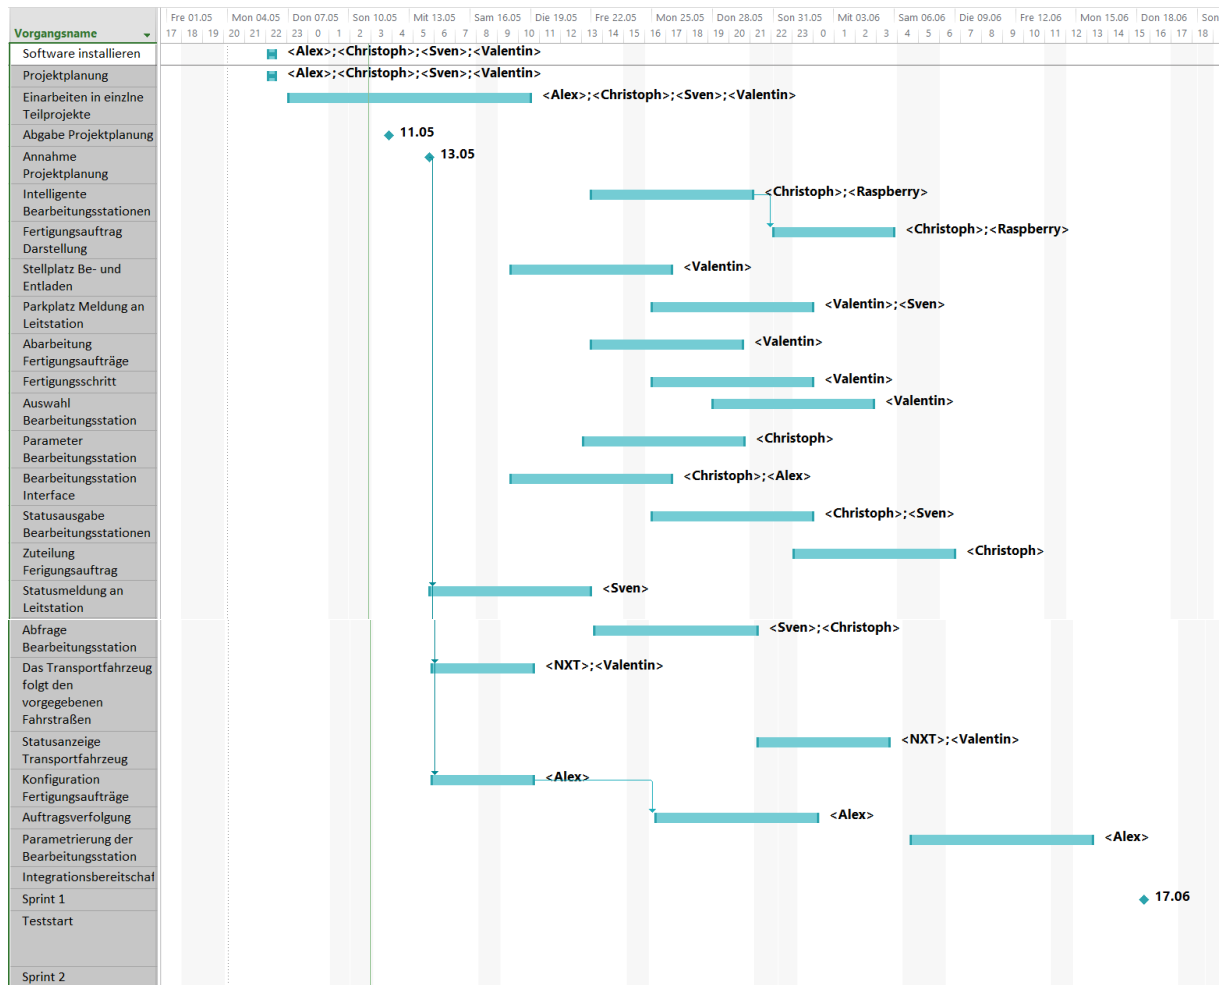 Fre 01.05 Mon 04.05 Don 07.05 Son 10.05 Mit 13.05 Sam 16.05 Die 19.05 Fre 22.05 Mon 25.05 Don 28.05 Son 31.05 Mit 03.06 Sam 06.06 Die 09.06 Fre 12.06 Mon 15.06 Don 18.06 Son
Vorgangsname 17 18 19 20 21 22 23 0 1 2 3 4 5 6 7 8 9 10 11 12 13 14 15 16 17 18 19 20 21 22 23 0 1 2 3 4 5 6 7 8 9 10 11 12 13 14 15 16 17 18
Software installieren <Alex>;<Christoph>;<Sven>;<Valentin>
Projektplanung <Alex>;<Christoph>;<Sven>;<Valentin>
Einarbeiten in einzlne <Alex>;<Christoph>;<Sven>;<Valentin>
Teilprojekte
Abgabe Projektplanung 11.05
Annahme 13.05
Projektplanung
Intelligente <Christoph>;<Raspberry>
Bearbeitungsstationen
Fertigungsauftrag <Christoph>;<Raspberry>
Darstellung
Stellplatz Be- und <Valentin>
Entladen
Parkplatz Meldung an <Valentin>;<Sven>
Leitstation
Abarbeitung <Valentin>
Fertigungsaufträge
Fertigungsschritt <Valentin>
Auswahl <Valentin>
Bearbeitungsstation
Parameter <Christoph>
Bearbeitungsstation
Bearbeitungsstation <Christoph>;<Alex>
Interface
Statusausgabe <Christoph>;<Sven>
Bearbeitungsstationen
Zuteilung <Christoph>
Ferigungsauftrag
Statusmeldung an <Sven>
Leitstation
Abfrage <Sven>;<Christoph>
Bearbeitungsstation
Das Transportfahrzeug <NXT>;<Valentin>
folgt den
vorgegebenen
Fahrstraßen
Statusanzeige <NXT>;<Valentin>
Transportfahrzeug
Konfiguration <Alex>
Fertigungsaufträge
Auftragsverfolgung <Alex>
Parametrierung der <Alex>
Bearbeitungsstation
Integrationsbereitschaf
Sprint 1 17.06
Teststart
Sprint 2